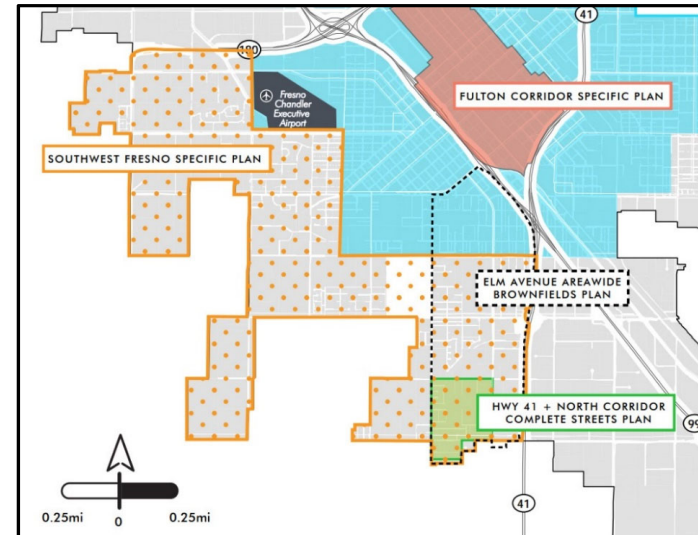 41
180
Fresno
Chandler
Executive
Airport
FULTON CORRIDOR SPECIFIC PLAN
SOUTHWEST FRESNO SPECIFIC PLAN
ELM AVENUE AREAWIDE
BROWNFIELDS PLAN
HWY 41 + NORTH CORRIDOR
COMPLETE STREETS PLAN
99
41
0.25mi 0 0.25mi